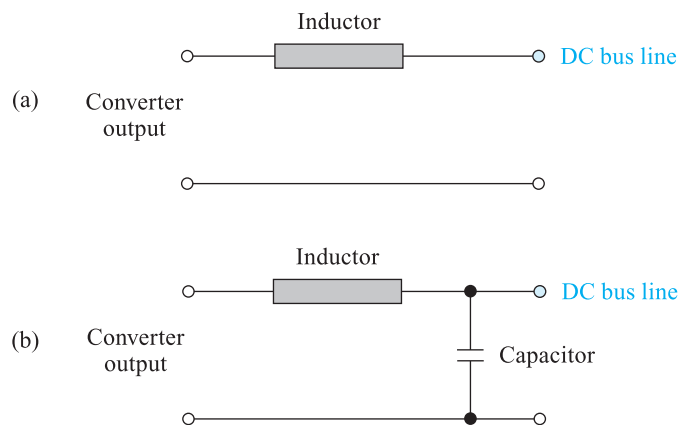 Inductor
DC bus line
(a)
Converter
output
Inductor
DC bus line
(b)
Converter
output
Capacitor